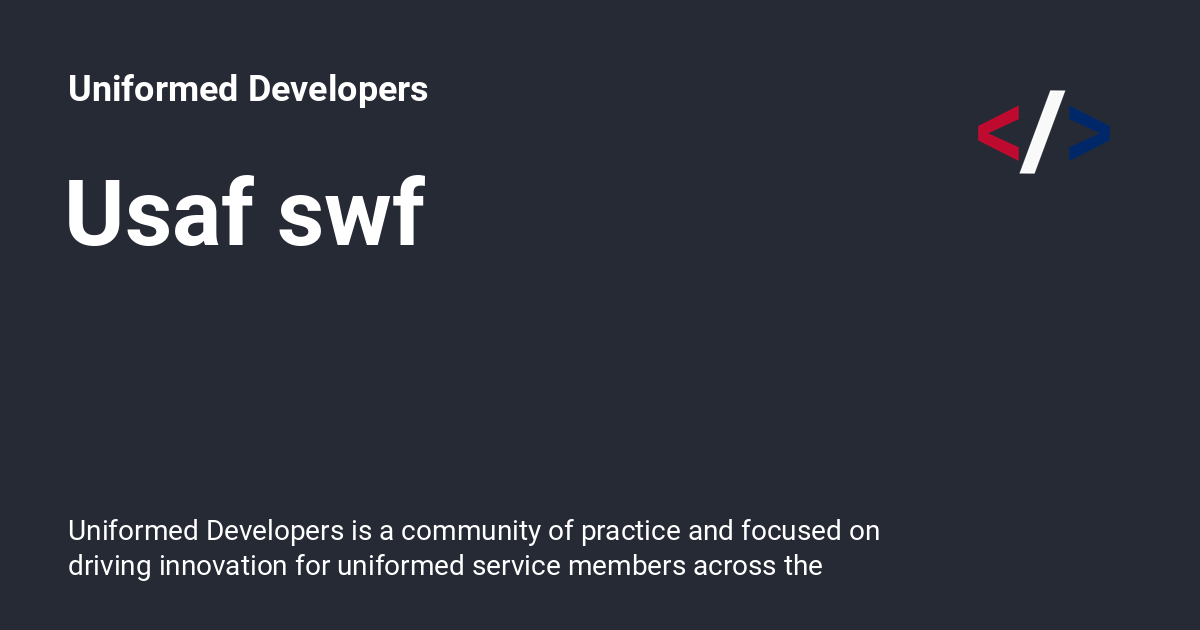 Uniformed Developers
</>
Usaf swf
Uniformed Developers is a community of practice and focused on
driving innovation for uniformed service members across the